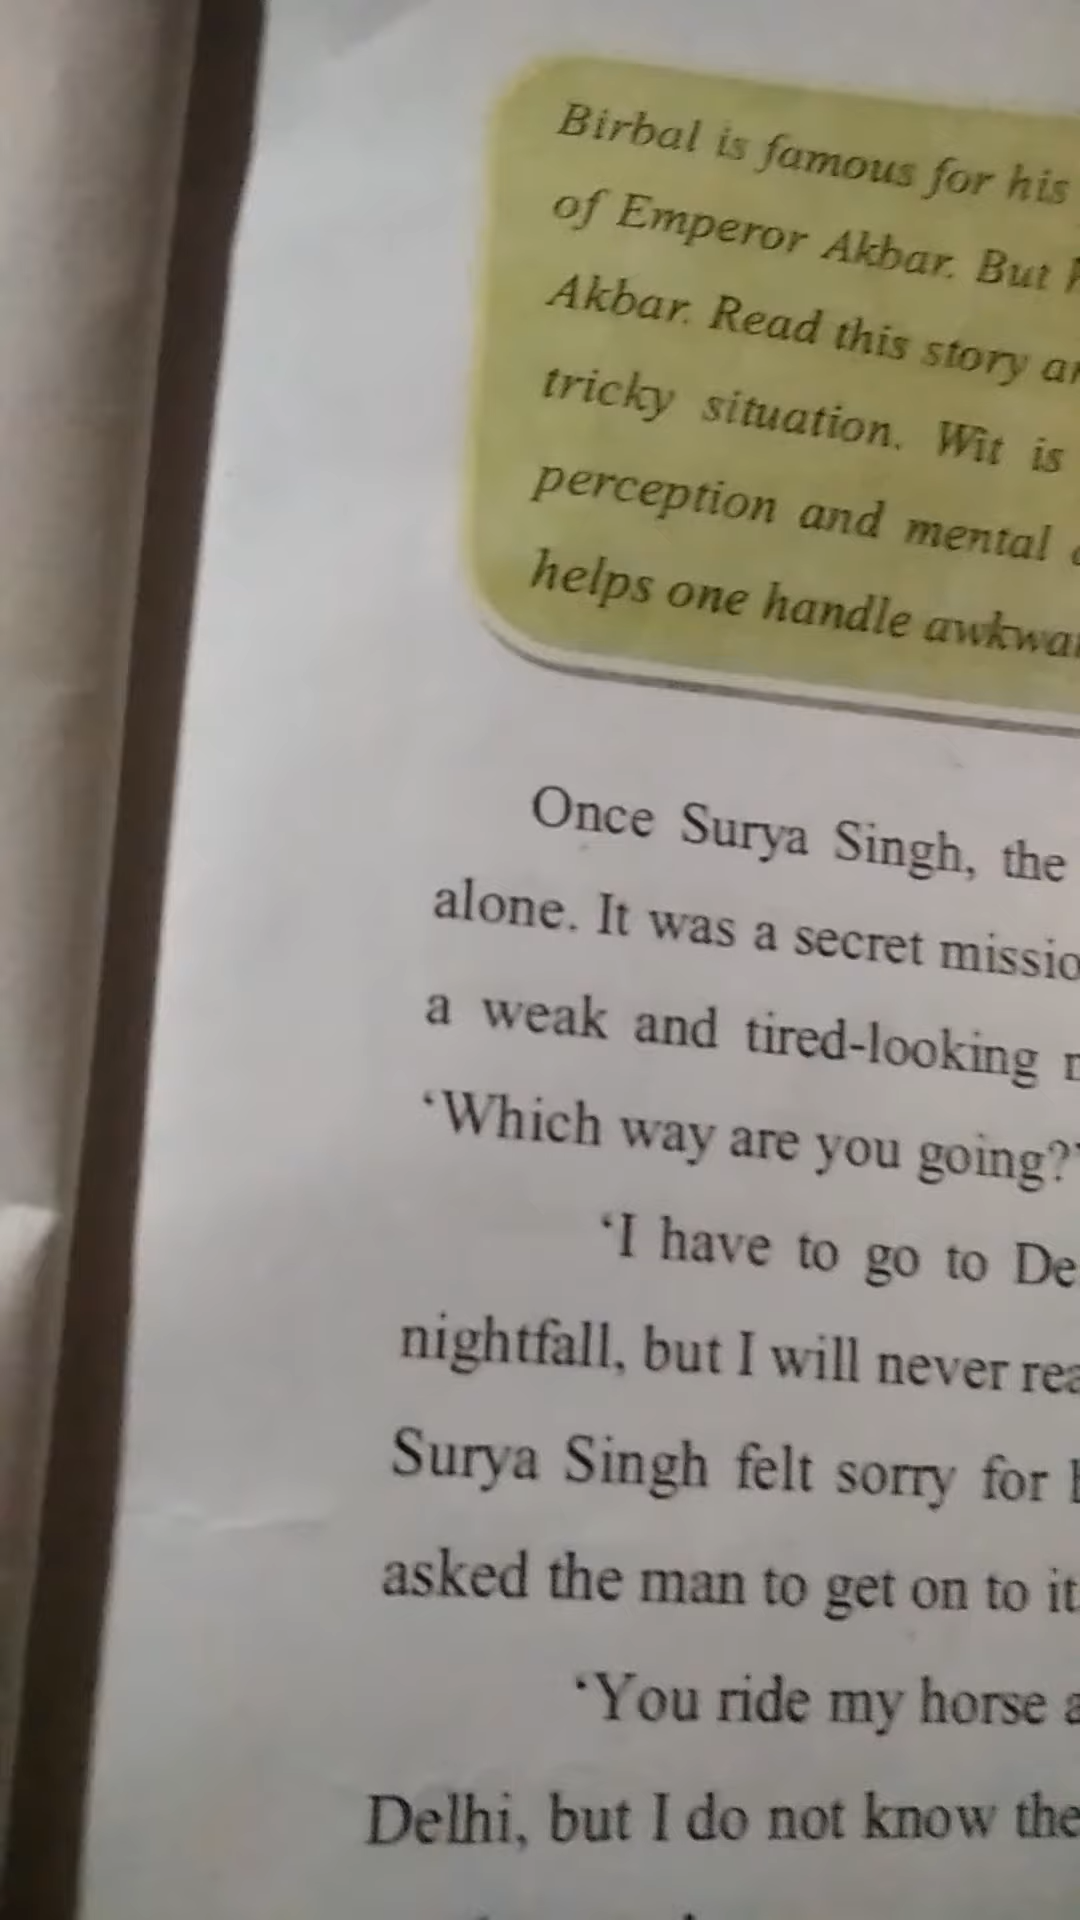 Birbal is famous for his
of Emperor Akbar. But
Akbar. Read this story
tricky situation. Wit is
perception and mental
helps one handle
Once Surya Singh, the
alone. It was a secret
a weak and tired-looking
‘Which way are you going?’
‘I have to go to
nightfall, but I will never
Surya Singh felt sorry for
asked the man to get on to it
‘You ride my horse
Delhi, but I do not know the